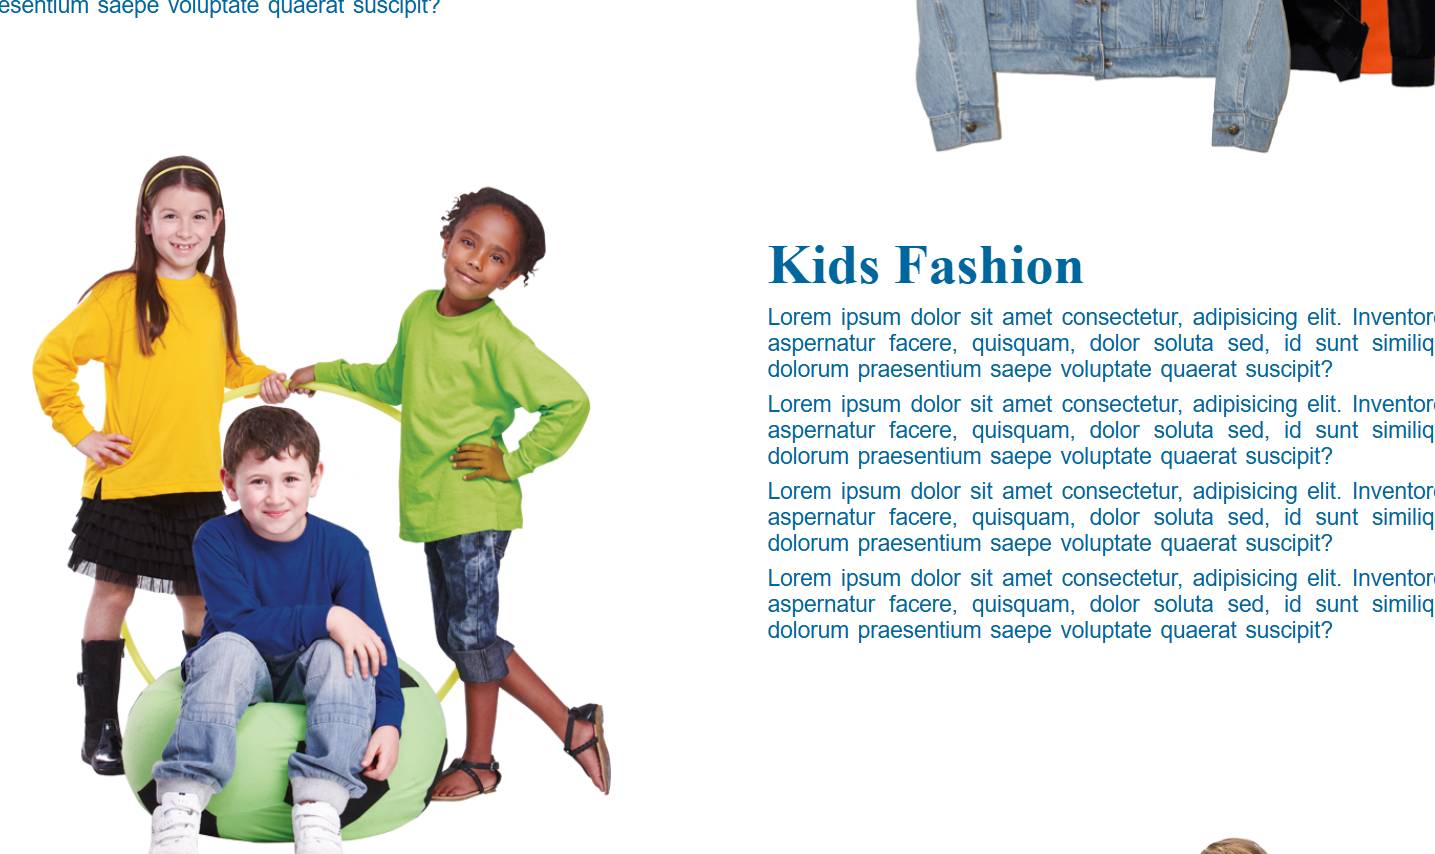 esentium saepe voluptate quaerat suscipit?
Kids Fashion
Lorem ipsum dolor sit amet consectetur, adipisicing elit. Inventor
aspernatur facere, quisquam, dolor soluta sed, id sunt similiq
dolorum praesentium saepe voluptate quaerat suscipit?
Lorem ipsum dolor sit amet consectetur, adipisicing elit. Inventor
aspernatur facere, quisquam, dolor soluta sed, id sunt similiq
dolorum praesentium saepe voluptate quaerat suscipit?
Lorem ipsum dolor sit amet consectetur, adipisicing elit. Inventor
aspernatur facere, quisquam, dolor soluta sed, id sunt similiq
dolorum praesentium saepe voluptate quaerat suscipit?
Lorem ipsum dolor sit amet consectetur, adipisicing elit. Inventor
aspernatur facere, quisquam, dolor soluta sed, id sunt similiq
dolorum praesentium saepe voluptate quaerat suscipit?